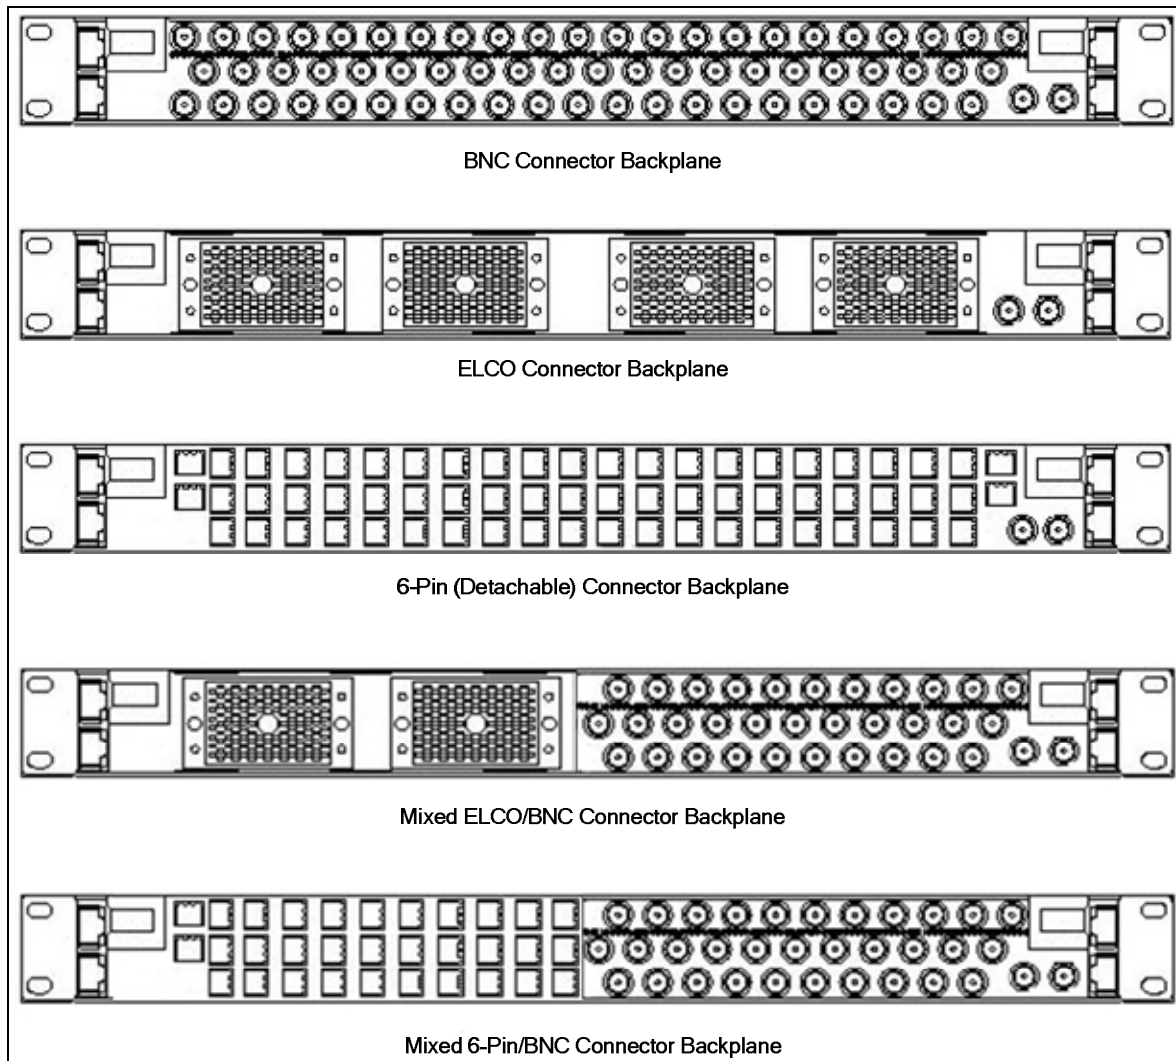 BNC Connector Backplane
ELCO Connector Backplane
6-Pin (Detachable) Connector Backplane
Mixed ELCO/BNC Connector Backplane
Mixed 6-Pin/BNC Connector Backplane